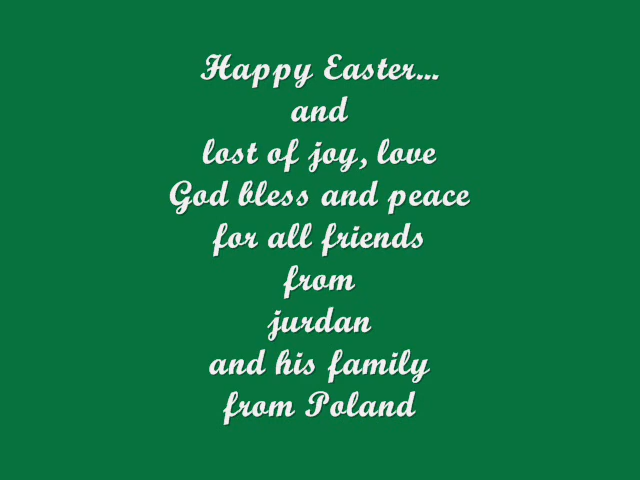 Happy Easter...
and
lost of joy, love
God bless and peace
for all friends
from
jurdan
and his family
from Poland